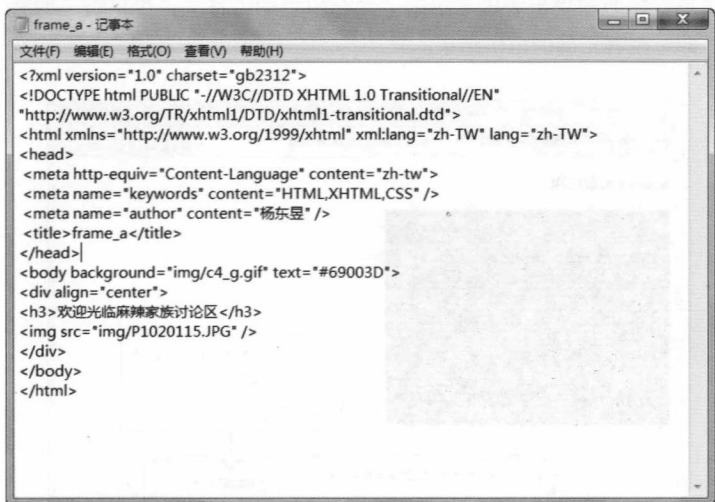 frame_a - 记事本
文件(F) 编辑(E) 格式(O) 查看(V) 帮助(H)
<?xml version="1.0" charset="gb2312">
<!DOCTYPE html PUBLIC "-//W3C//DTD XHTML 1.0 Transitional//EN"
"http://www.w3.org/TR/xhtml1/DTD/xhtml1-transitional.dtd">
<html xmlns="http://www.w3.org/1999/xhtml" xml:lang="zh-TW" lang="zh-TW">
<head>
<meta http-equiv="Content-Language" content="zh-tw">
<meta name="keywords" content="HTML,XHTML,CSS" />
<meta name="author" content="杨东昱" />
<title>frame_a</title>
</head>
<body background="img/c4_g.gif" text="#69003D">
<div align="center">
<h3>欢迎光临麻辣家族讨论区</h3>
<img src="img/P1020115.JPG" />
</div>
</body>
</html>